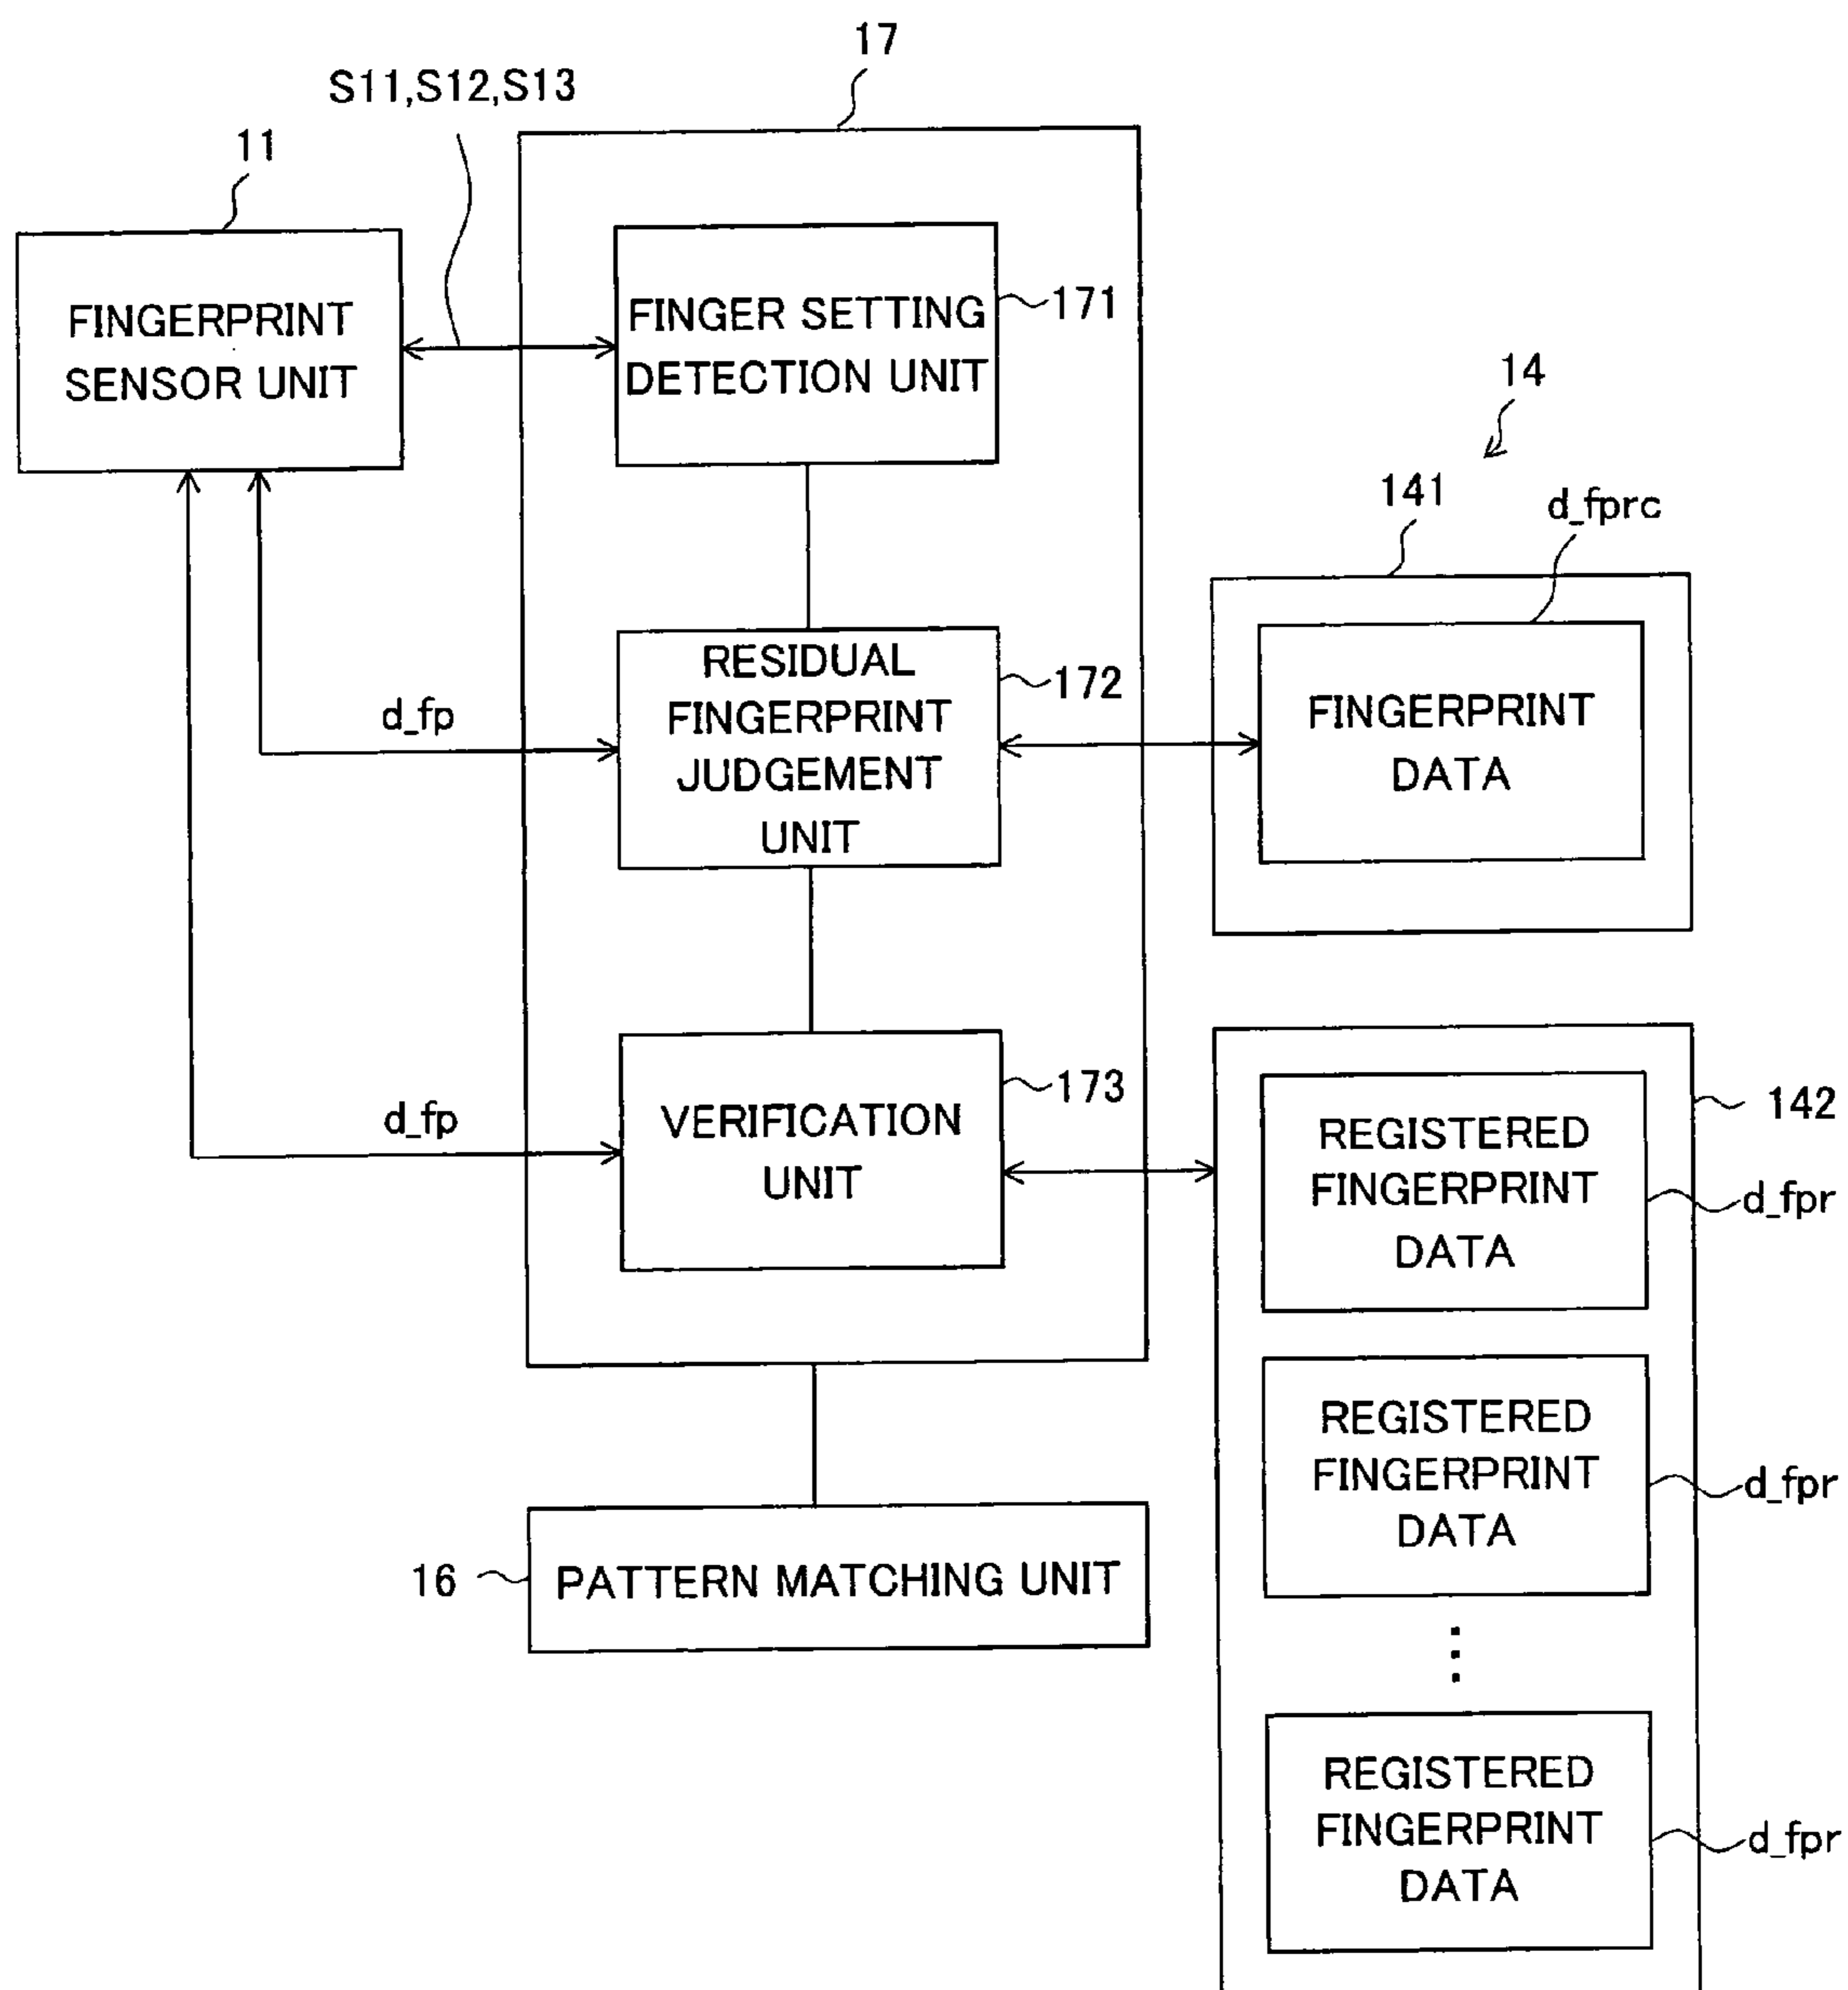 17
S11,S12,S13
11
FINGERPRINT
SENSOR UNIT
FINGER SETTING
DETECTION UNIT
171
14
141
d_fprc
RESIDUAL
FINGERPRINT
JUDGEMENT
UNIT
172
d_fp
FINGERPRINT
DATA
VERIFICATION
UNIT
173
d_fp
142
REGISTERED
FINGERPRINT
DATA
d_fpr
REGISTERED
FINGERPRINT
DATA
d_fpr
16
PATTERN MATCHING UNIT
REGISTERED
FINGERPRINT
DATA
d_fpr